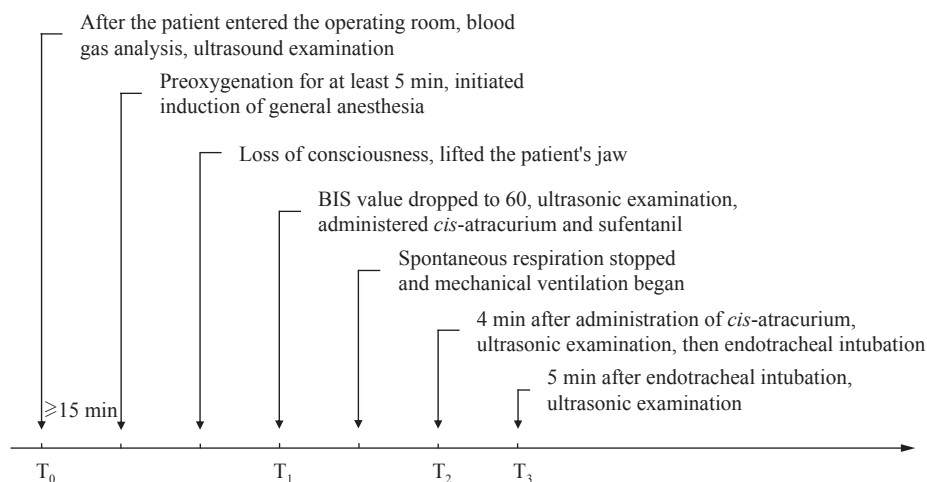 After the patient entered the operating room, blood
gas analysis, ultrasound examination
Preoxygenation for at least 5 min, initiated
induction of general anesthesia
Loss of consciousness, lifted the patient's jaw
BIS value dropped to 60, ultrasonic examination,
administered cis-atracurium and sufentanil
Spontaneous respiration stopped
and mechanical ventilation began
4 min after administration of cis-atracurium,
ultrasonic examination, then endotracheal intubation
5 min after endotracheal intubation,
ultrasonic examination
⩾15 min
T₀ T₁ T₂ T₃